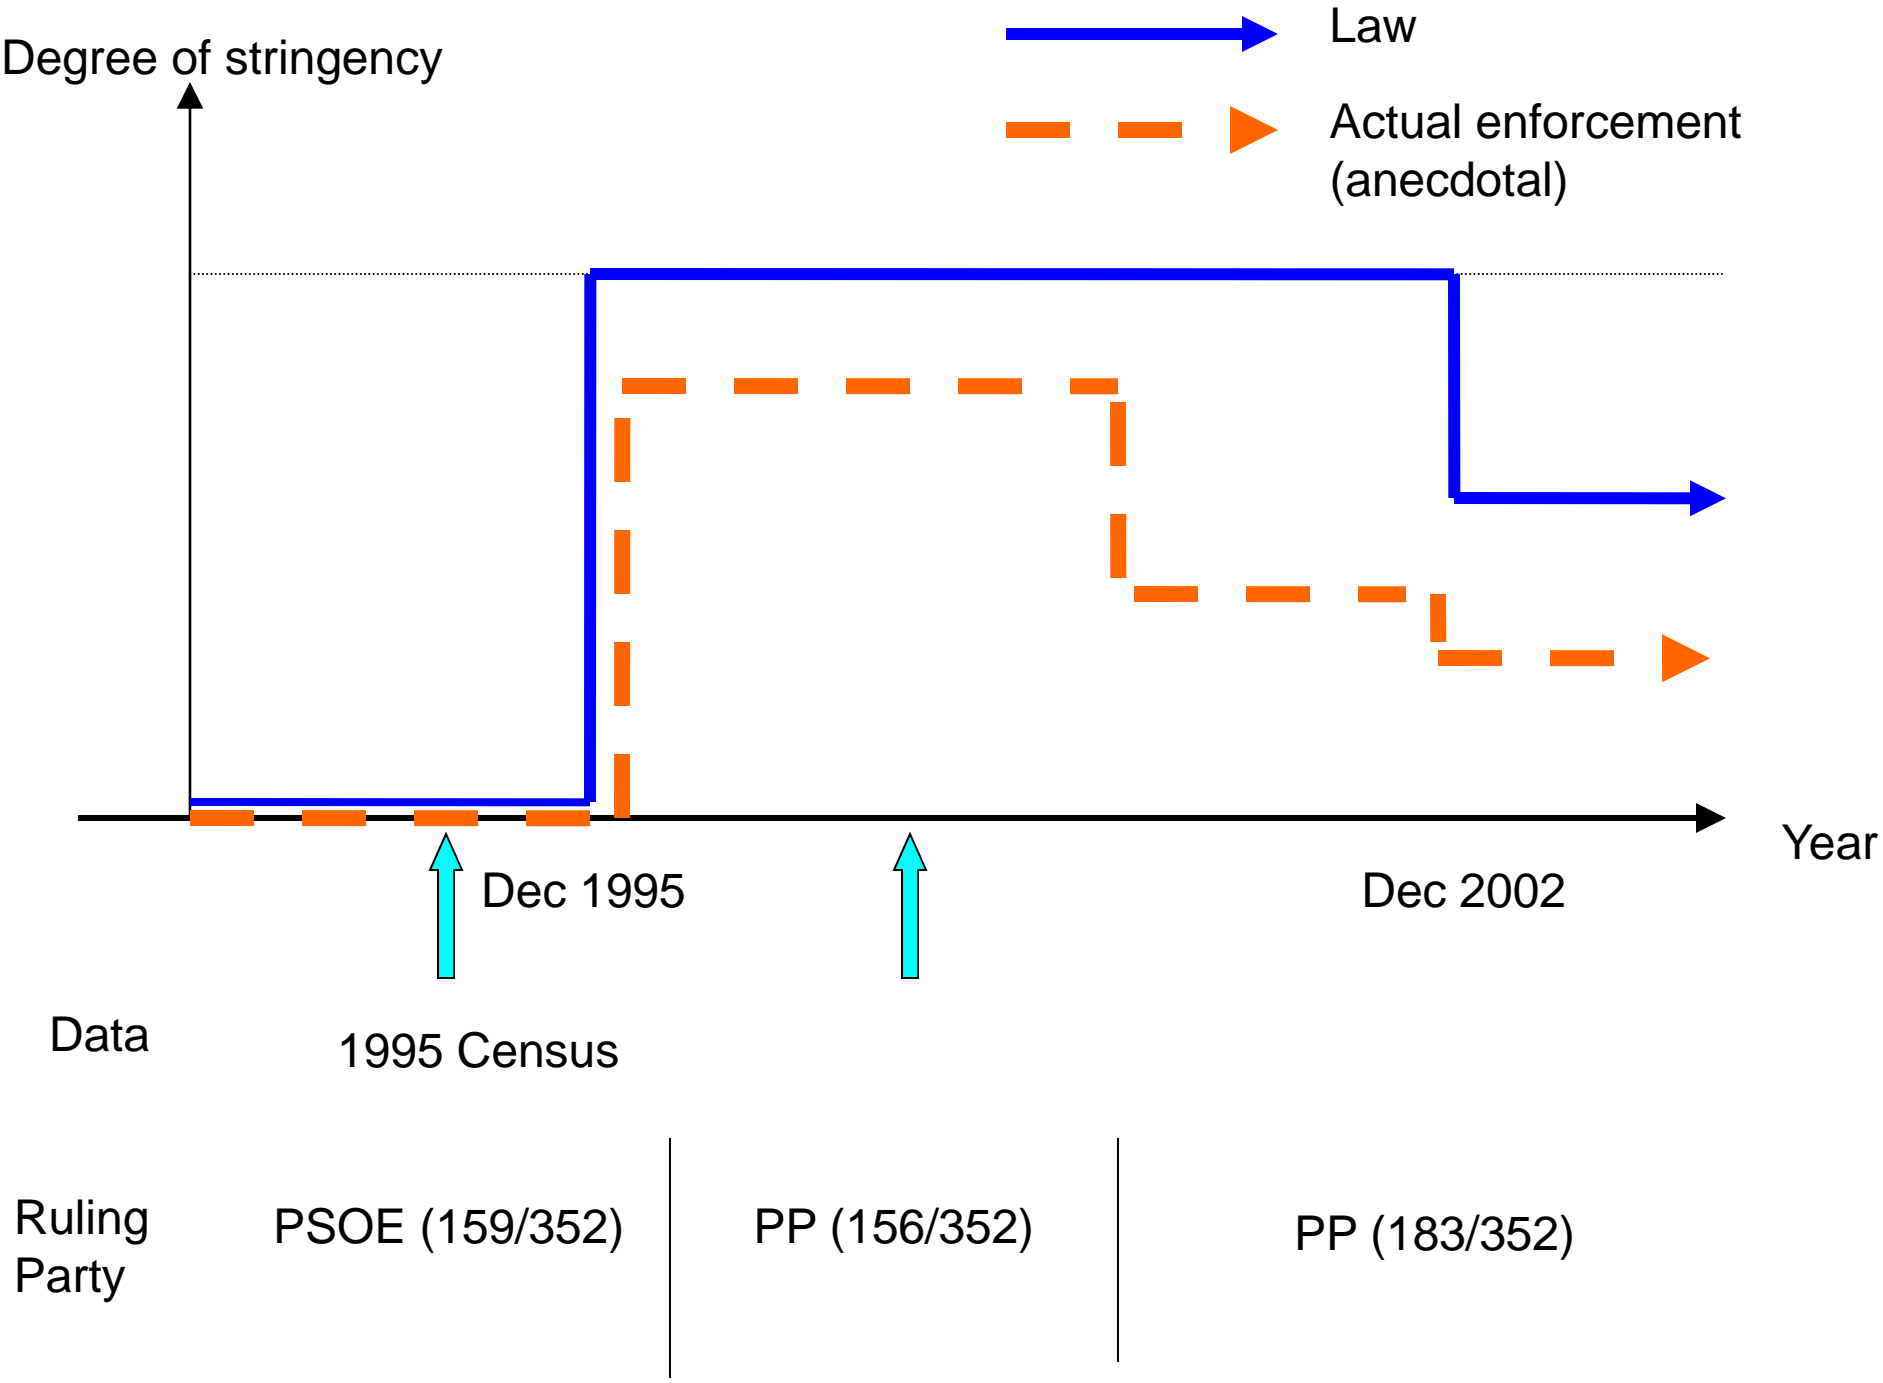 Law
Degree of stringency
Actual enforcement
(anecdotal)
Year
Dec 1995
Dec 2002
Data
1995 Census
Ruling
Party
PSOE (159/352)
PP (156/352)
PP (183/352)